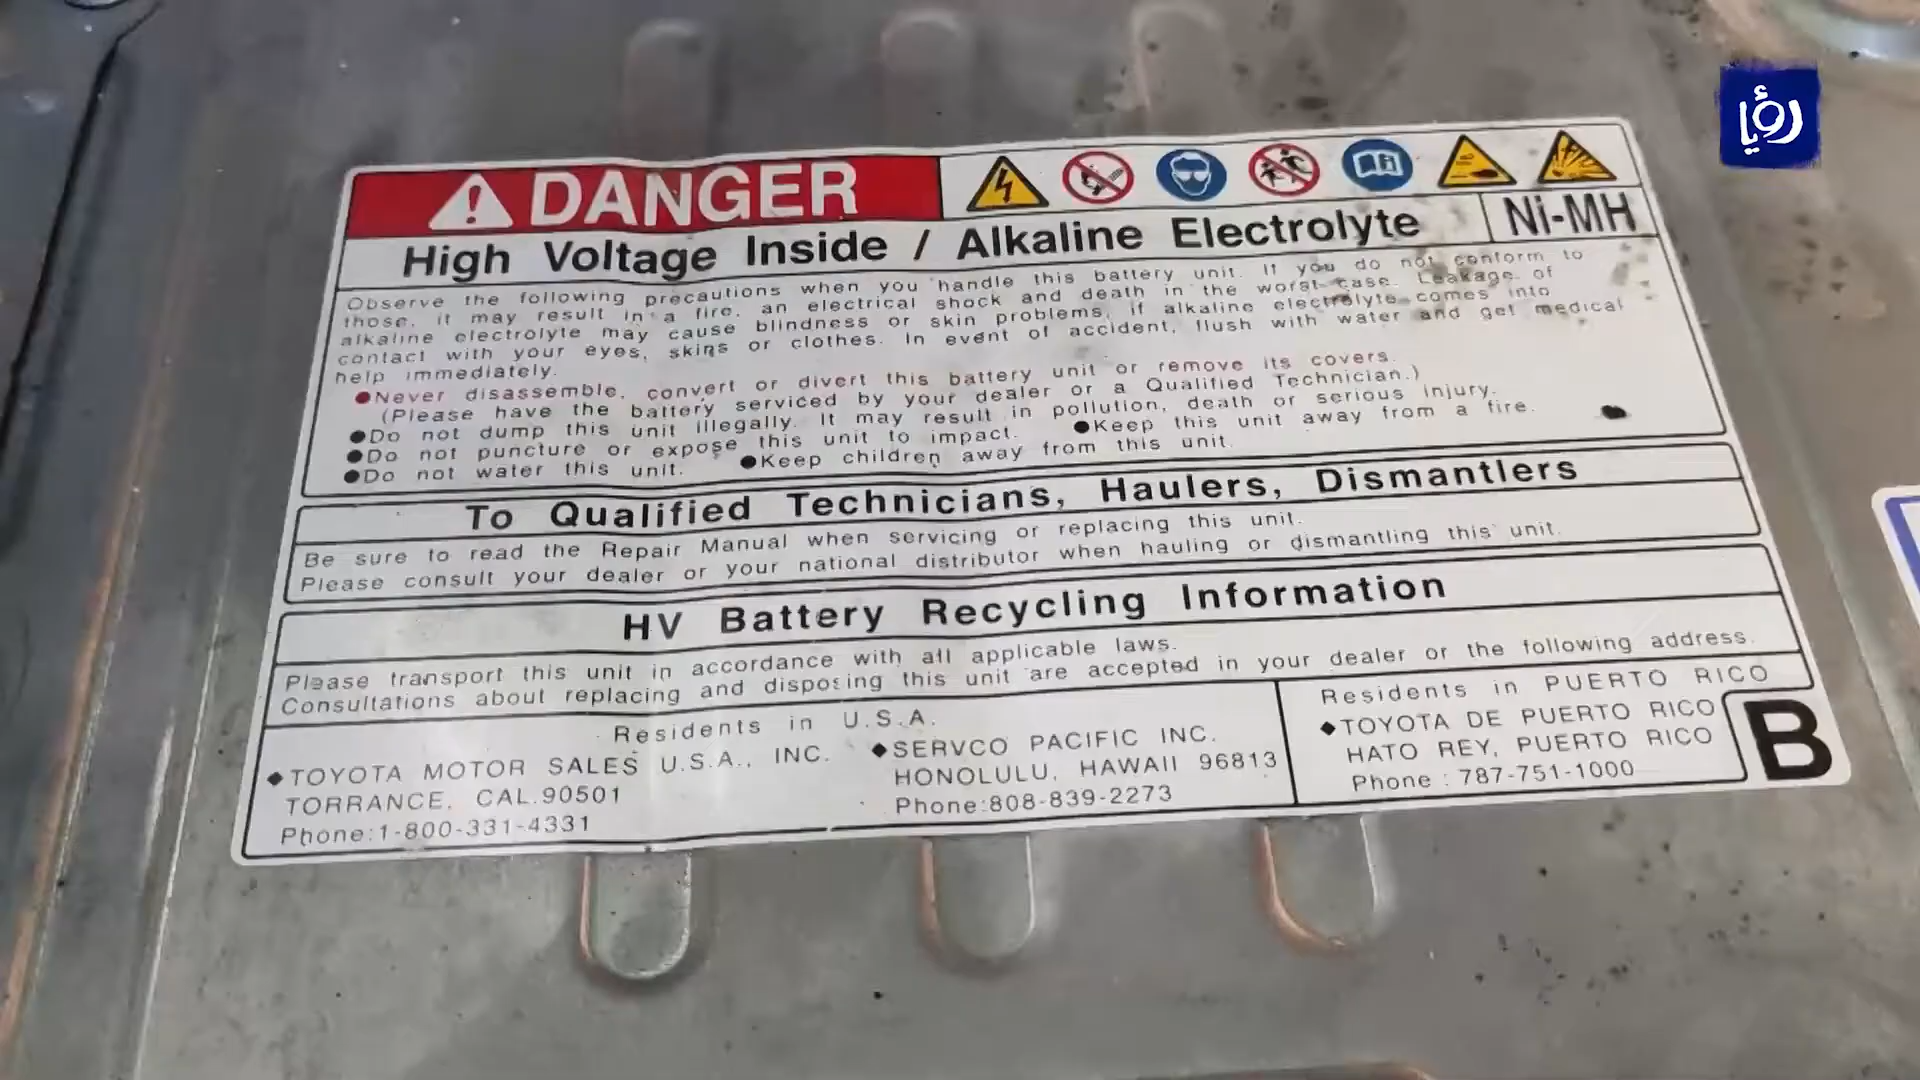 رؤيا
DANGER
High Voltage Inside / Alkaline Electrolyte
Ni-MH
Observe the following precautions when you handle this battery unit. If you do not conform to
those, it may result in a fire, an electrical shock and death in the worst case. Leakage of
alkaline electrolyte may cause blindness or skin problems, if alkaline electrolyte comes into
contact with your eyes, skins or clothes. In event of accident, flush with water and get medical
help immediately.
●Never disassemble, convert or divert this battery unit or remove its covers.
(Please have the battery serviced by your dealer or a Qualified Technician.)
●Do not dump this unit illegally. It may result in pollution, death or serious injury.
●Do not puncture or expose this unit to impact. ●Keep this unit away from a fire.
●Do not water this unit. ●Keep children away from this unit.
To Qualified Technicians, Haulers, Dismantlers
Be sure to read the Repair Manual when servicing or replacing this unit.
Please consult your dealer or your national distributor when hauling or dismantling this unit.
HV Battery Recycling Information
Please transport this unit in accordance with all applicable laws.
Consultations about replacing and disposing this unit are accepted in your dealer or the following address.
Residents in U.S.A.
◆TOYOTA MOTOR SALES U.S.A., INC.
TORRANCE, CAL.90501
Phone:1-800-331-4331
◆SERVCO PACIFIC INC.
HONOLULU, HAWAII 96813
Phone:808-839-2273
Residents in PUERTO RICO
◆TOYOTA DE PUERTO RICO
HATO REY, PUERTO RICO
Phone : 787-751-1000
B